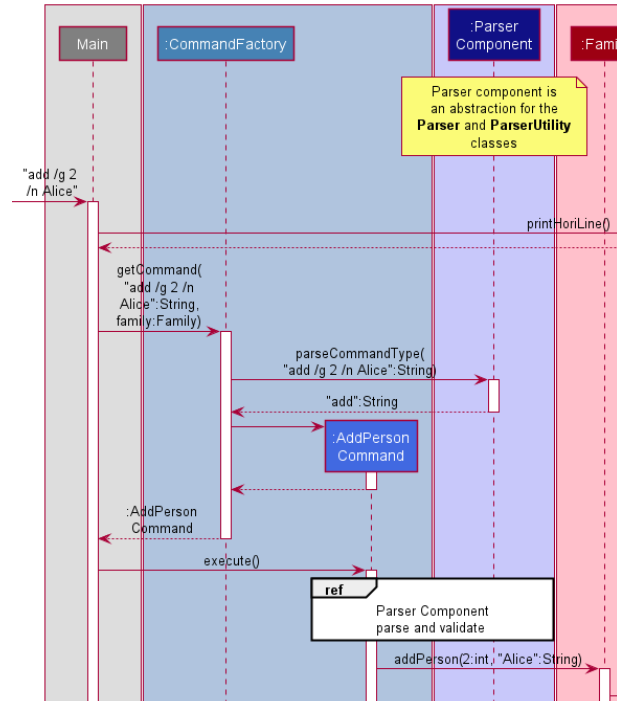 Main
:CommandFactory
:Parser
Component
:Fami
Parser component is
an abstraction for the
Parser and ParserUtility
classes
"add /g 2
/n Alice"
printHoriLine()
getCommand(
"add /g 2 /n
Alice":String,
family:Family)
parseCommandType(
"add /g 2 /n Alice":String)
"add":String
:AddPerson
Command
:AddPerson
Command
execute()
ref
Parser Component
parse and validate
addPerson(2:int, "Alice":String)